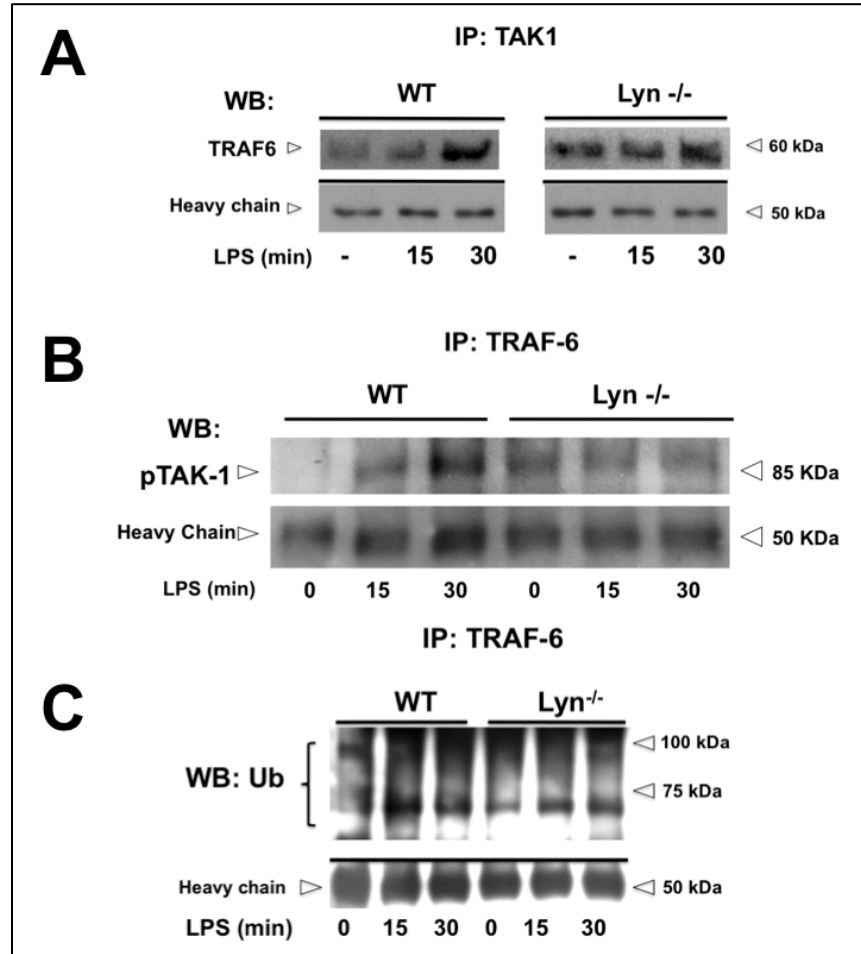 A
IP: TAK1
WB:
WT
Lyn -/-
TRAF6
60 kDa
Heavy chain
50 kDa
LPS (min)
- 15 30 - 15 30
B
IP: TRAF-6
WT
Lyn -/-
WB:
pTAK-1
85 KDa
Heavy Chain
50 KDa
LPS (min)
0 15 30 0 15 30
IP: TRAF-6
C
WT
Lyn-/-
100 kDa
WB: Ub
75 kDa
Heavy chain
50 kDa
LPS (min) 0 15 30 0 15 30